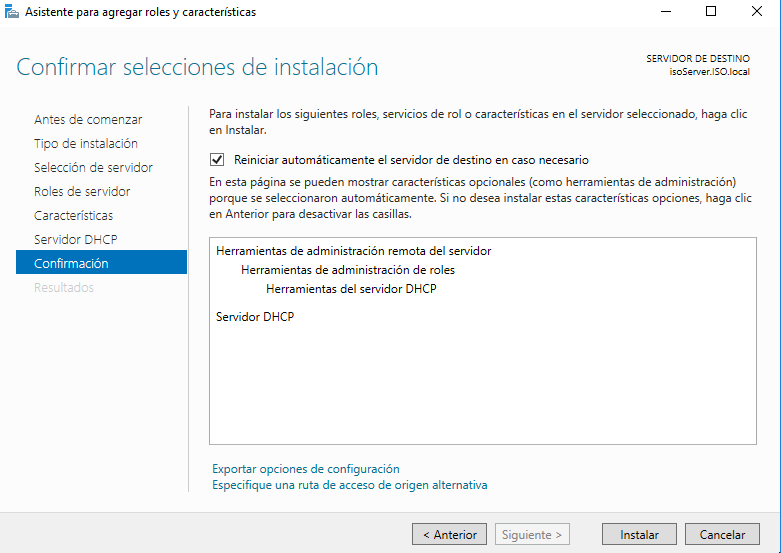 Asistente para agregar roles y características
Confirmar selecciones de instalación
SERVIDOR DE DESTINO
isoServer.ISO.local
Antes de comenzar
Tipo de instalación
Selección de servidor
Roles de servidor
Características
Servidor DHCP
Confirmación
Resultados
Para instalar los siguientes roles, servicios de rol o características en el servidor seleccionado, haga clic
en Instalar.
Reiniciar automáticamente el servidor de destino en caso necesario
En esta página se pueden mostrar características opcionales (como herramientas de administración)
porque se seleccionaron automáticamente. Si no desea instalar estas características opciones, haga clic
en Anterior para desactivar las casillas.
Herramientas de administración remota del servidor
Herramientas de administración de roles
Herramientas del servidor DHCP
Servidor DHCP
Exportar opciones de configuración
Especifique una ruta de acceso de origen alternativa
< Anterior
Siguiente >
Instalar
Cancelar